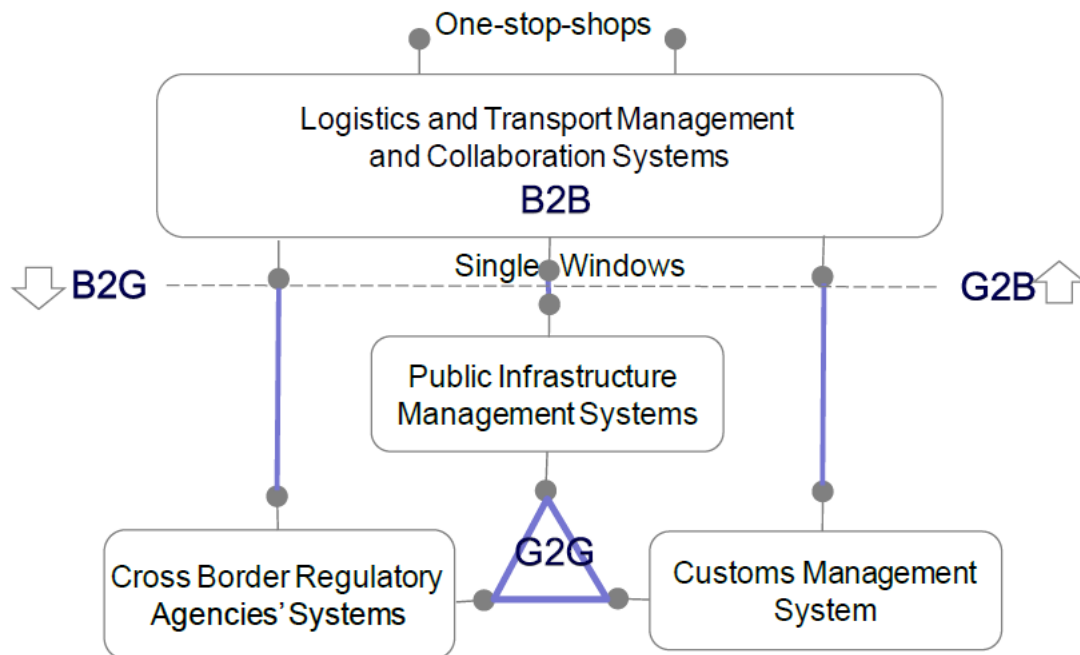 One-stop-shops
Logistics and Transport Management
and Collaboration Systems
B2B
Single Windows
B2G
G2B
Public Infrastructure
Management Systems
G2G
Cross Border Regulatory
Agencies’ Systems
Customs Management
System